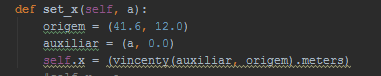 def set_x(self, a):
origem = (41.6, 12.0)
auxiliar = (a, 0.0)
self.x = (vincenty(auxiliar, origem).meters)